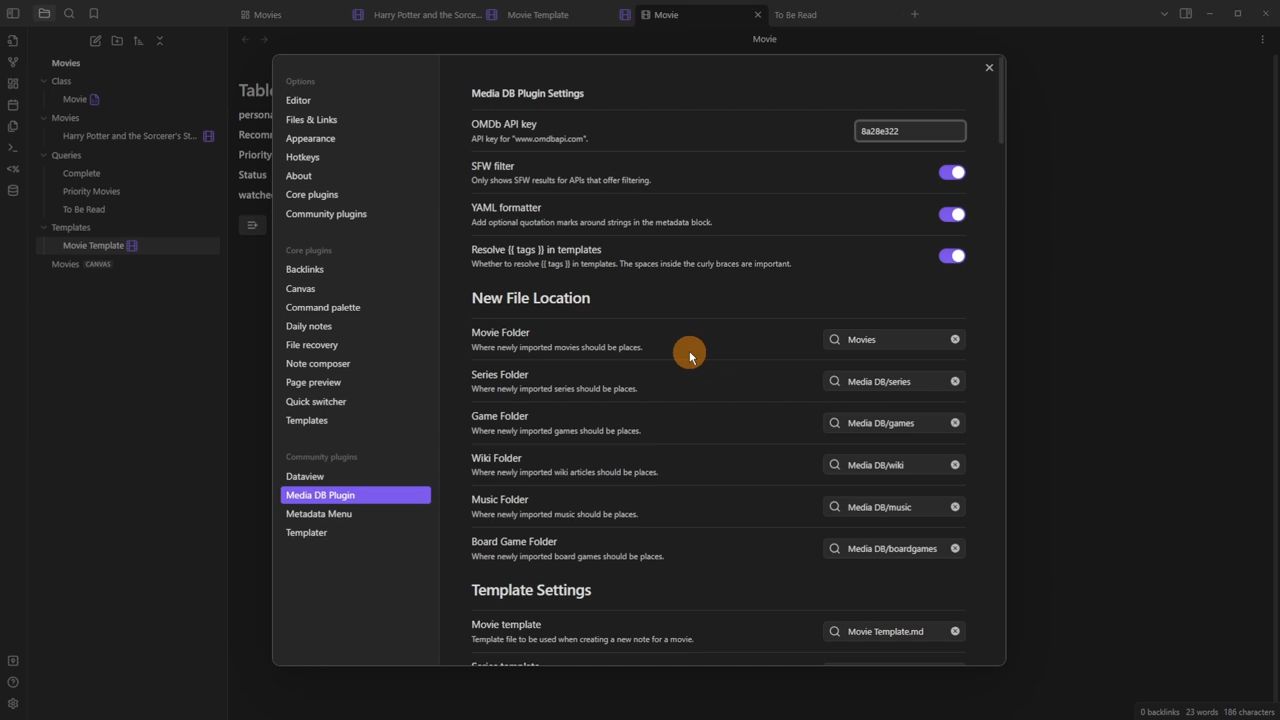 Movies
Harry Potter and the Sorce...
Movie Template
Movie
To Be Read
Movie
Movies
Class
Movie
Movies
Harry Potter and the Sorcerer's St...
Queries
Complete
Priority Movies
To Be Read
Templates
Movie Template
Movies CANVAS
Table
persona
Recomm
Priority
Status
watched
Options
Editor
Files & Links
Appearance
Hotkeys
About
Core plugins
Community plugins
Core plugins
Backlinks
Canvas
Command palette
Daily notes
File recovery
Note composer
Page preview
Quick switcher
Templates
Community plugins
Dataview
Media DB Plugin
Metadata Menu
Templater
Media DB Plugin Settings
OMDb API key
API key for "www.omdbapi.com".
8a28e322
SFW filter
Only shows SFW results for APIs that offer filtering.
YAML formatter
Add optional quotation marks around strings in the metadata block.
Resolve {{ tags }} in templates
Whether to resolve {{ tags }} in templates. The spaces inside the curly braces are important.
New File Location
Movie Folder
Where newly imported movies should be places.
Movies
Series Folder
Where newly imported series should be places.
Media DB/series
Game Folder
Where newly imported games should be places.
Media DB/games
Wiki Folder
Where newly imported wiki articles should be places.
Media DB/wiki
Music Folder
Where newly imported music should be places.
Media DB/music
Board Game Folder
Where newly imported board games should be places.
Media DB/boardgames
Template Settings
Movie template
Template file to be used when creating a new note for a movie.
Movie Template.md
Series template
0 backlinks 23 words 186 characters